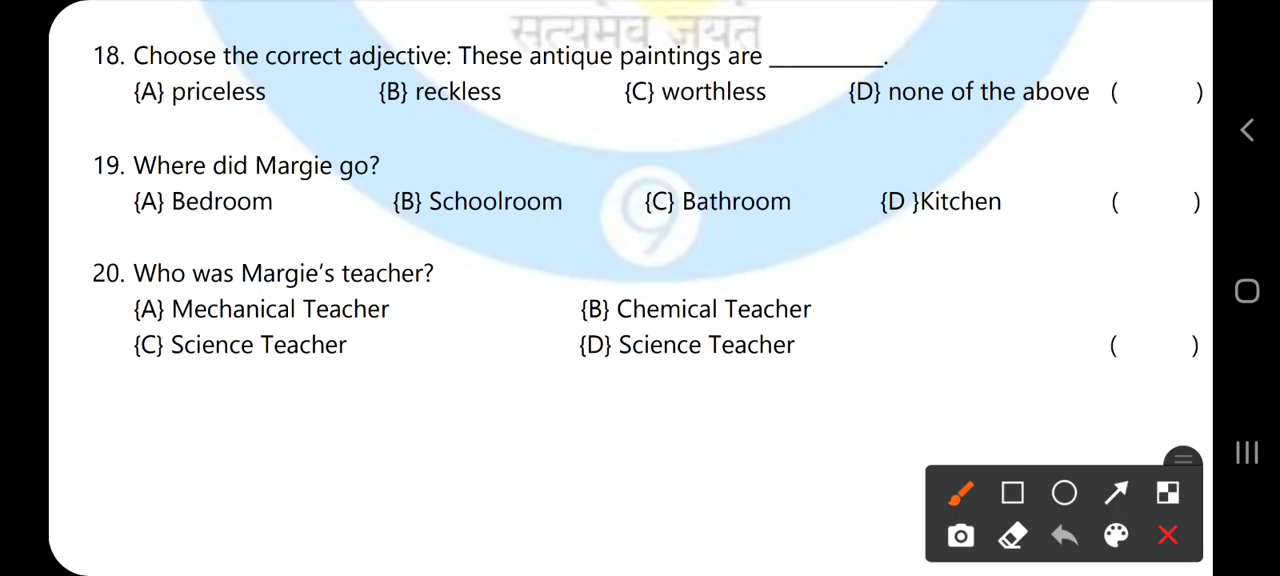 सत्यमेव जयते
18. Choose the correct adjective: These antique paintings are _________.
{A} priceless {B} reckless {C} worthless {D} none of the above ( )
19. Where did Margie go?
{A} Bedroom {B} Schoolroom {C} Bathroom {D }Kitchen ( )
9
20. Who was Margie’s teacher?
{A} Mechanical Teacher {B} Chemical Teacher
{C} Science Teacher {D} Science Teacher ( )